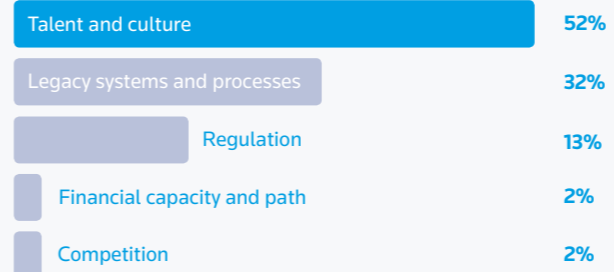 Talent and culture 52%
Legacy systems and processes 32%
Regulation 13%
Financial capacity and path 2%
Competition 2%